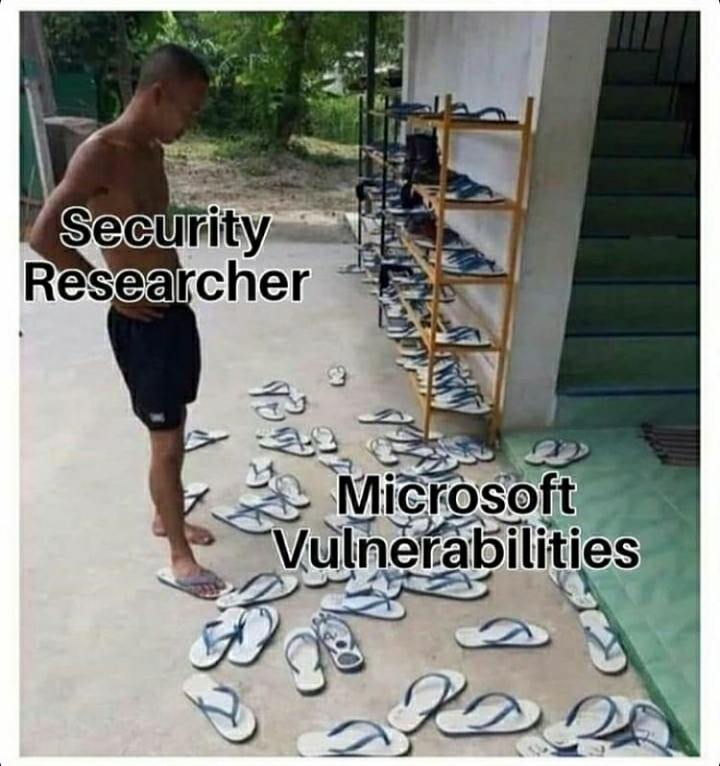 Security
Researcher
Microsoft
Vulnerabilities